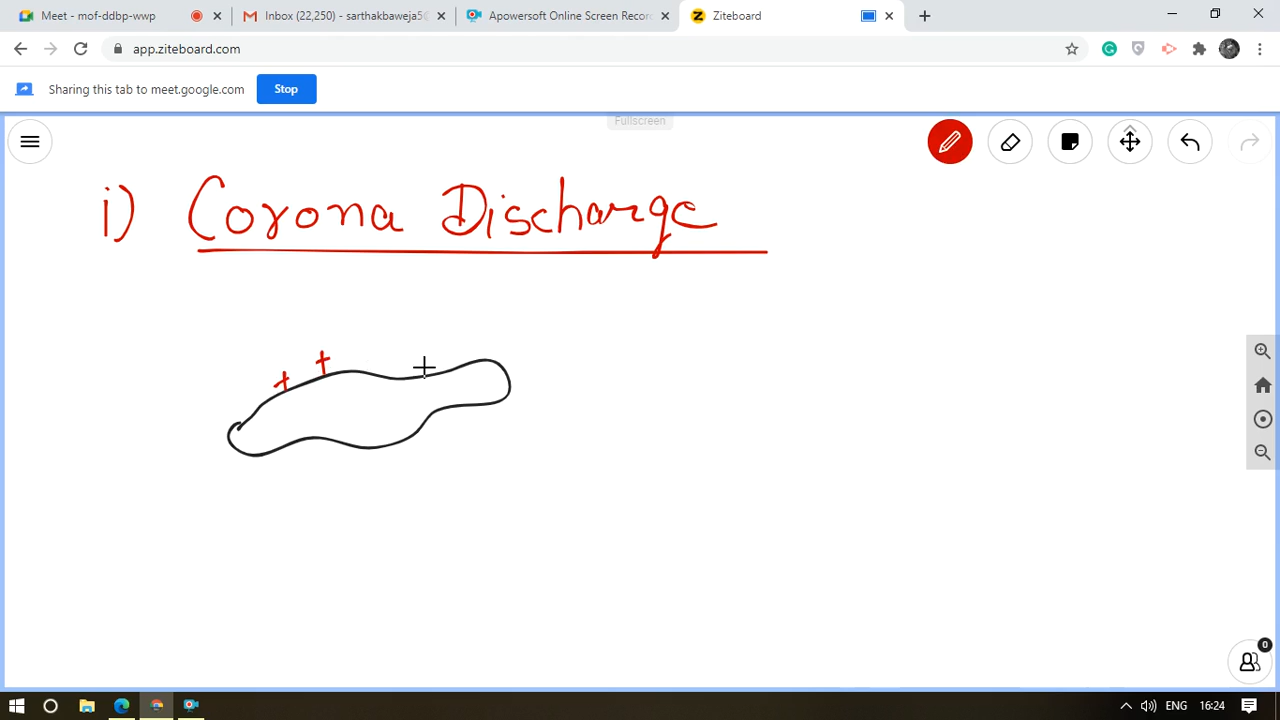 Meet - mof-ddbp-wwp
Inbox (22,250) - sarthakbaweja5
Apowersoft Online Screen Recor
Ziteboard
app.ziteboard.com
Sharing this tab to meet.google.com
Stop
Fullscreen
i) Corona Discharge
+ +
0
ENG
16:24